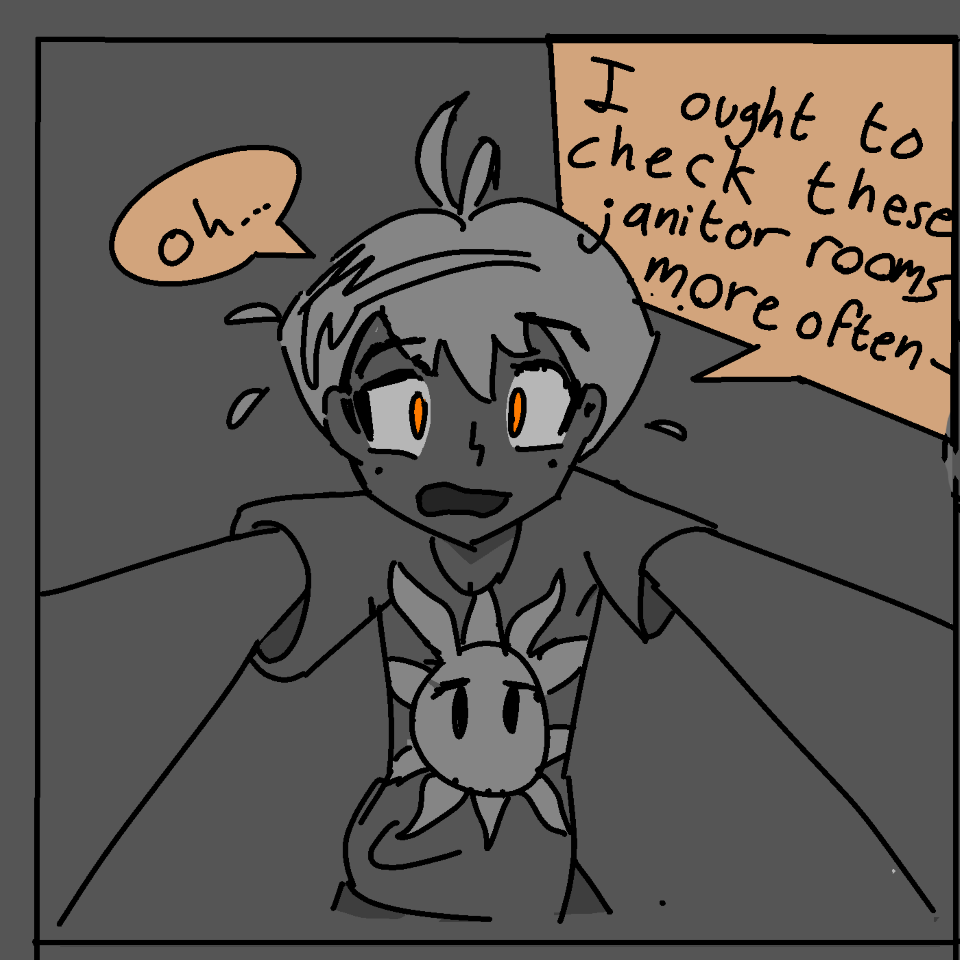 oh...
I ought to
check these
janitor rooms
more often-